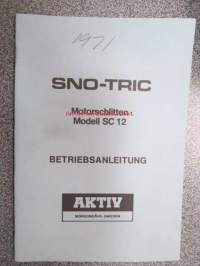 1971
SNO-TRIC
Motorschlitten
Modell SC 12
BETRIEBSANLEITUNG
AKTIV